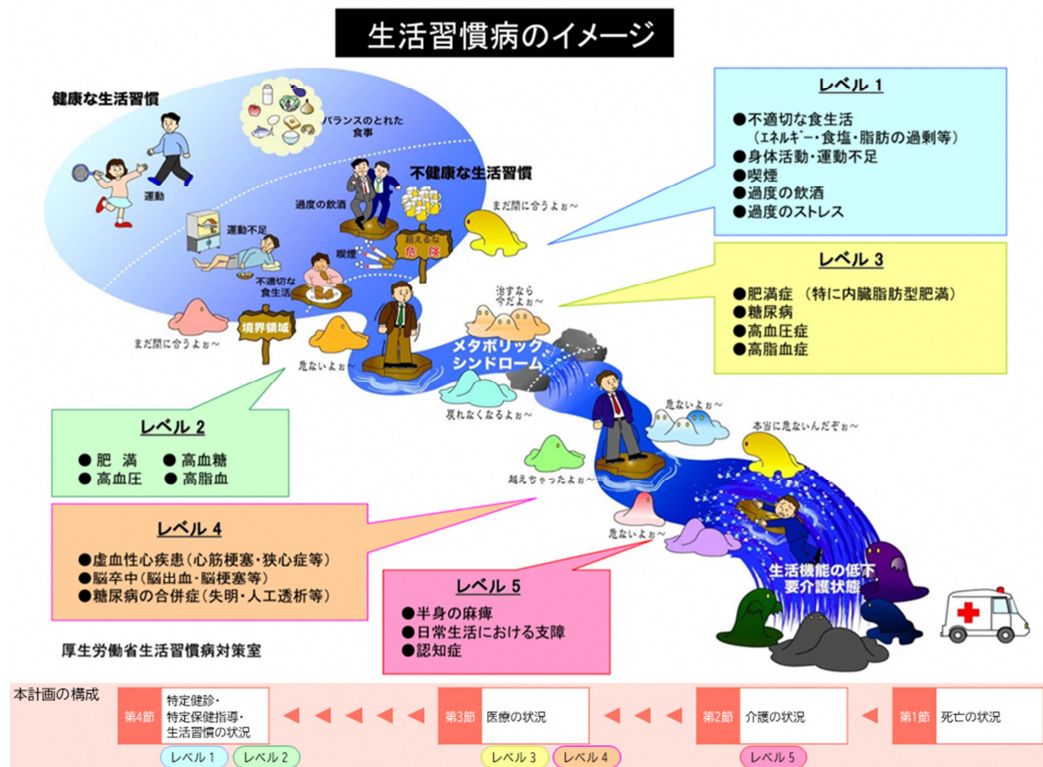 生活習慣病のイメージ
健康な生活習慣
バランスのとれた
食事
運動
不健康な生活習慣
過度の飲酒
運動不足
喫煙
越えるな
危険
不適切な
食生活
まだ間に合うよぉ～
境界領域
まだ間に合うよぉ～
危ないよぉ～
治すなら
今だよぉ～
メタボリック
シンドローム
戻れなくなるよぉ～
危ないよぉ～
越えちゃったよぉ～
本当に危ないんだぞぉ～
危ないよぉ～
生活機能の低下
要介護状態
レベル 1
●不適切な食生活
（エネルギー・食塩・脂肪の過剰等）
●身体活動・運動不足
●喫煙
●過度の飲酒
●過度のストレス
レベル 3
●肥満症 （特に内臓脂肪型肥満）
●糖尿病
●高血圧症
●高脂血症
レベル 2
● 肥 満 ● 高血糖
● 高血圧 ● 高脂血
レベル 4
●虚血性心疾患（心筋梗塞・狭心症等）
●脳卒中（脳出血・脳梗塞等）
●糖尿病の合併症（失明・人工透析等）
レベル 5
●半身の麻痺
●日常生活における支障
●認知症
厚生労働省生活習慣病対策室
本計画の構成
第4節
特定健診・
特定保健指導・
生活習慣の状況
第3節 医療の状況
第2節 介護の状況
第1節 死亡の状況
レベル 1 レベル 2 レベル 3 レベル 4 レベル 5